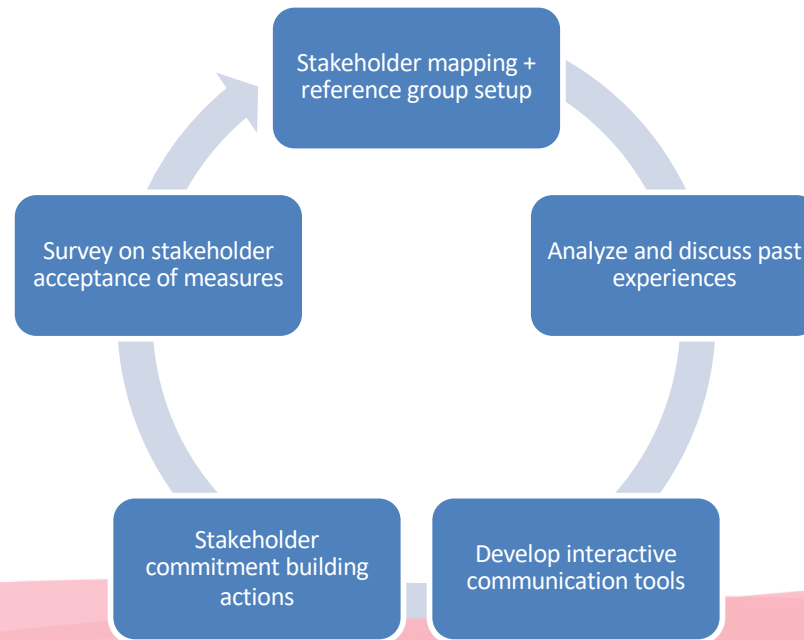 Stakeholder mapping +
reference group setup
Analyze and discuss past
experiences
Develop interactive
communication tools
Stakeholder
commitment building
actions
Survey on stakeholder
acceptance of measures